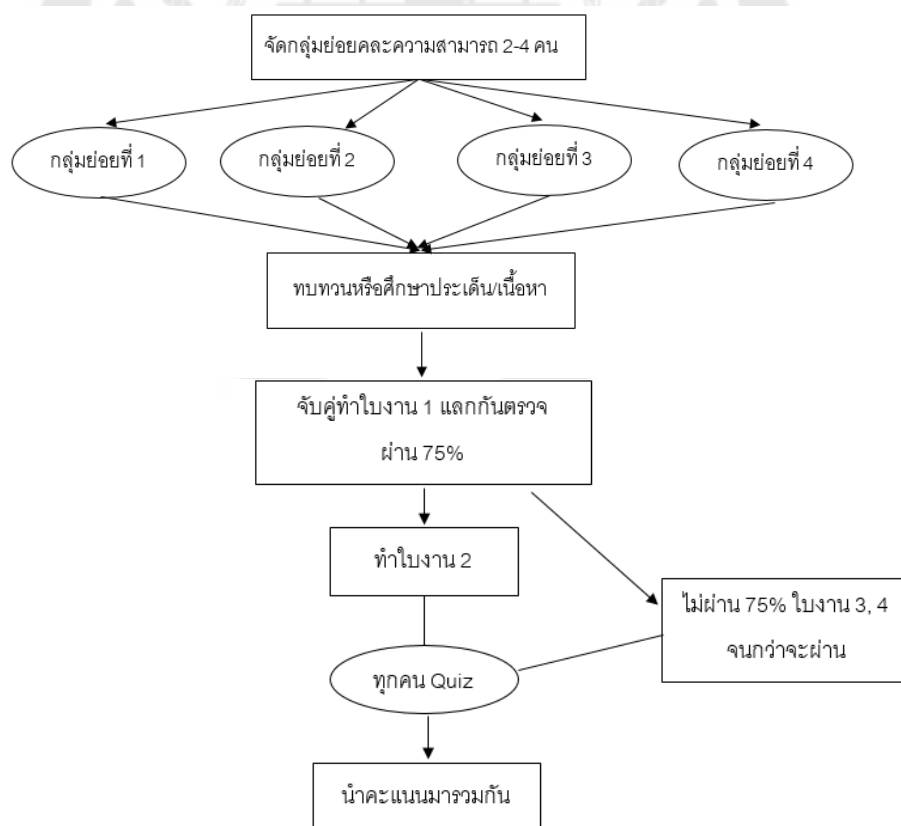 จัดกลุ่มย่อยคละความสามารถ 2-4 คน
กลุ่มย่อยที่ 1
กลุ่มย่อยที่ 2
กลุ่มย่อยที่ 3
กลุ่มย่อยที่ 4
ทบทวนหรือศึกษาประเด็น/เนื้อหา
จับคู่ทำใบงาน 1 แลกกันตรวจ
ผ่าน 75%
ทำใบงาน 2
ไม่ผ่าน 75% ใบงาน 3, 4
จนกว่าจะผ่าน
ทุกคน Quiz
นำคะแนนมารวมกัน